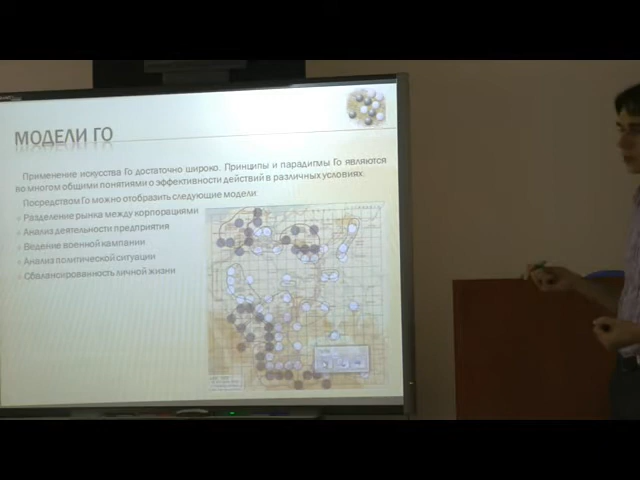 МОДЕЛИ ГО
Применение искусства Го достаточно широко. Принципы и парадигмы Го являются
во многом общими понятиями о эффективности действий в различных условиях.
Посредством Го можно отобразить следующие модели:
Разделение рынка между корпорациями
Анализ деятельности предприятия
Ведение военной кампании
Анализ политической ситуации
Сбалансированность личной жизни